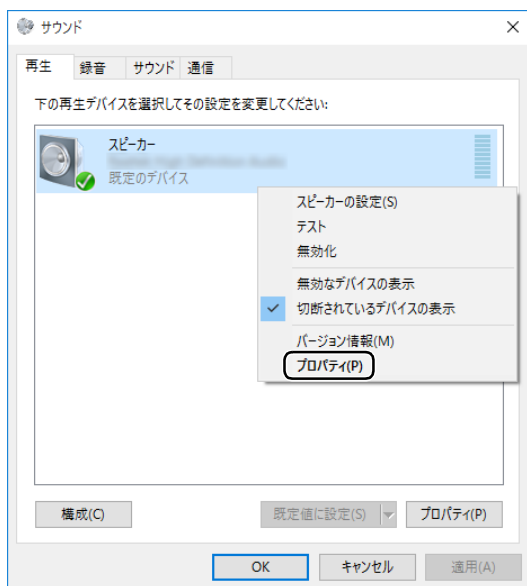 サウンド
再生 録音 サウンド 通信
下の再生デバイスを選択してその設定を変更してください:
スピーカー
既定のデバイス
スピーカーの設定(S)
テスト
無効化
無効なデバイスの表示
切断されているデバイスの表示
バージョン情報(M)
プロパティ(P)
構成(C) 既定値に設定(S) プロパティ(P)
OK キャンセル 適用(A)